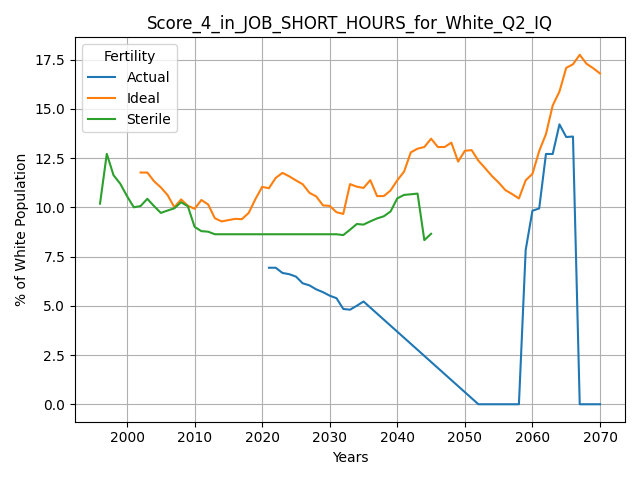 Score_4_in_JOB_SHORT_HOURS_for_White_Q2_IQ
Fertility
Actual
Ideal
Sterile
% of White Population
17.5
15.0
12.5
10.0
7.5
5.0
2.5
0.0
2000 2010 2020 2030 2040 2050 2060 2070
Years